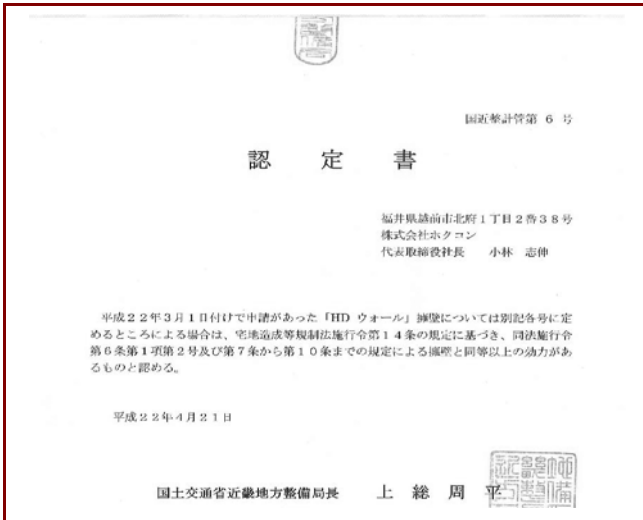 国近整計管第 6 号
認 定 書
福井県越前市北府1丁目2番38号
株式会社ホクコン
代表取締役社長 小林 志伸
平成22年3月1日付けで申請があった「HD ウォール」擁壁については別記各号に定
めるところによる場合は、宅地造成等規制法施行令第14条の規定に基づき、同法施行令
第6条第1項第2号及び第7条から第10条までの規定による擁壁と同等以上の効力があ
るものと認める。
平成22年4月21日
国土交通省近畿地方整備局長 上 総 周 平